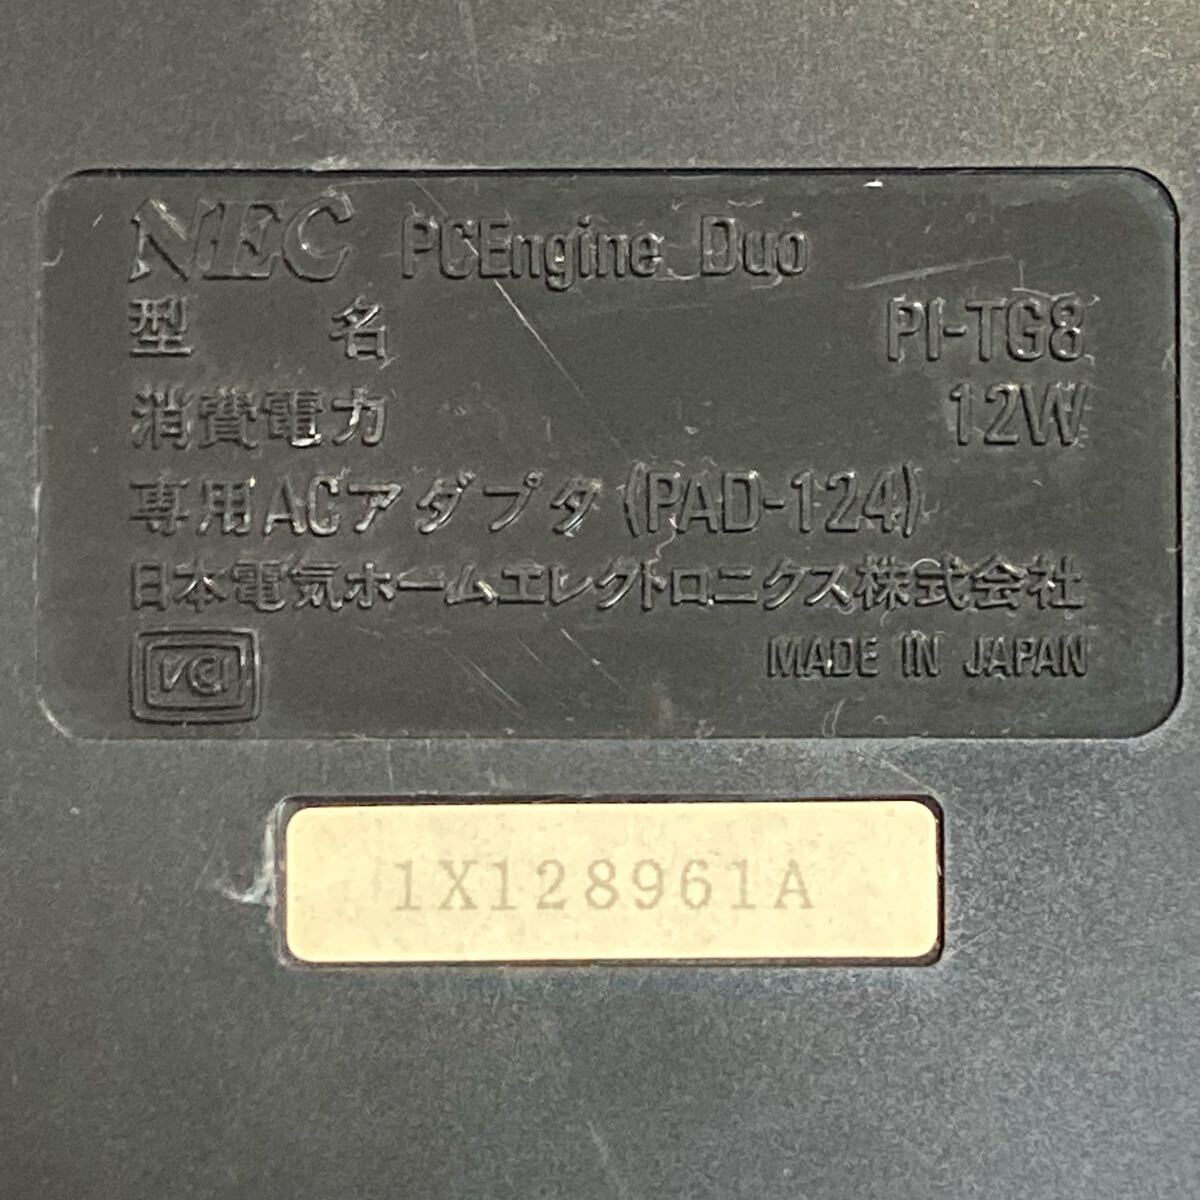 NEC PCEngine Duo
型名 PI-TG8
消費電力 12W
専用ACアダプタ(PAD-124)
日本電気ホームエレクトロニクス株式会社
VCI MADE IN JAPAN
1X128961A